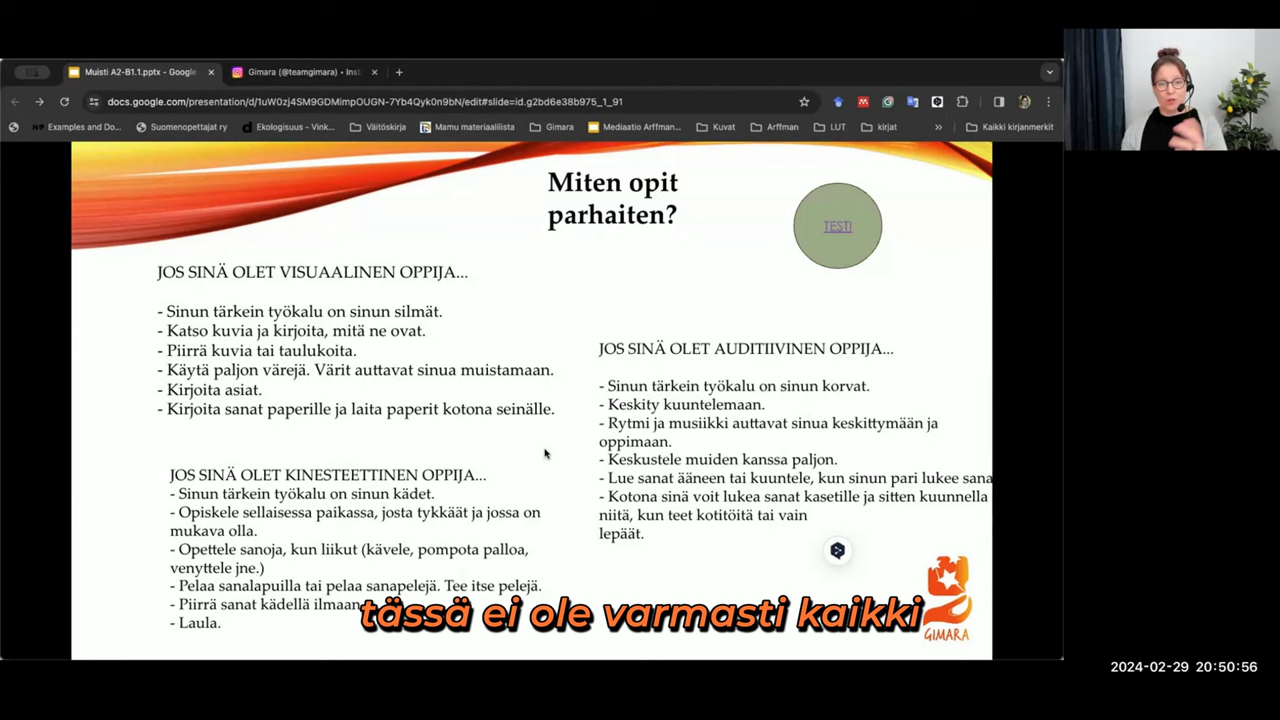 Muisti A2-B1.1.pptx - Google
Gimara (@teamgimara) • Inst
docs.google.com/presentation/d/1uW0zj4SM9GDMimpOUGN-7Yb4Qyk0n9bN/edit#slide=id.g2bd6e38b975_1_91
Examples and Do...
Suomenopettajat ry
Ekologisuus - Vink...
Väitöskirja
Mamu materiaalilista
Gimara
Mediaatio Arffman...
Kuvat
Arffman
LUT
kirjat
»
Kaikki kirjanmerkit
Miten opit
parhaiten?
TESTI
JOS SINÄ OLET VISUAALINEN OPPIJA...
- Sinun tärkein työkalu on sinun silmät.
- Katso kuvia ja kirjoita, mitä ne ovat.
- Piirrä kuvia tai taulukoita.
- Käytä paljon värejä. Värit auttavat sinua muistamaan.
- Kirjoita asiat.
- Kirjoita sanat paperille ja laita paperit kotona seinälle.
JOS SINÄ OLET AUDITIIVINEN OPPIJA...
- Sinun tärkein työkalu on sinun korvat.
- Keskity kuuntelemaan.
- Rytmi ja musiikki auttavat sinua keskittymään ja
oppimaan.
- Keskustele muiden kanssa paljon.
- Lue sanat ääneen tai kuuntele, kun sinun pari lukee sana
- Kotona sinä voit lukea sanat kasetille ja sitten kuunnella
niitä, kun teet kotitöitä tai vain
lepäät.
JOS SINÄ OLET KINESTEETTINEN OPPIJA...
- Sinun tärkein työkalu on sinun kädet.
- Opiskele sellaisessa paikassa, josta tykkäät ja jossa on
mukava olla.
- Opettele sanoja, kun liikut (kävele, pompota palloa,
venyttele jne.)
- Pelaa sanalapuilla tai pelaa sanapelejä. Tee itse pelejä.
- Piirrä sanat kädellä ilmaan
- Laula.
tässä ei ole varmasti kaikki
GIMARA
2024-02-29 20:50:56